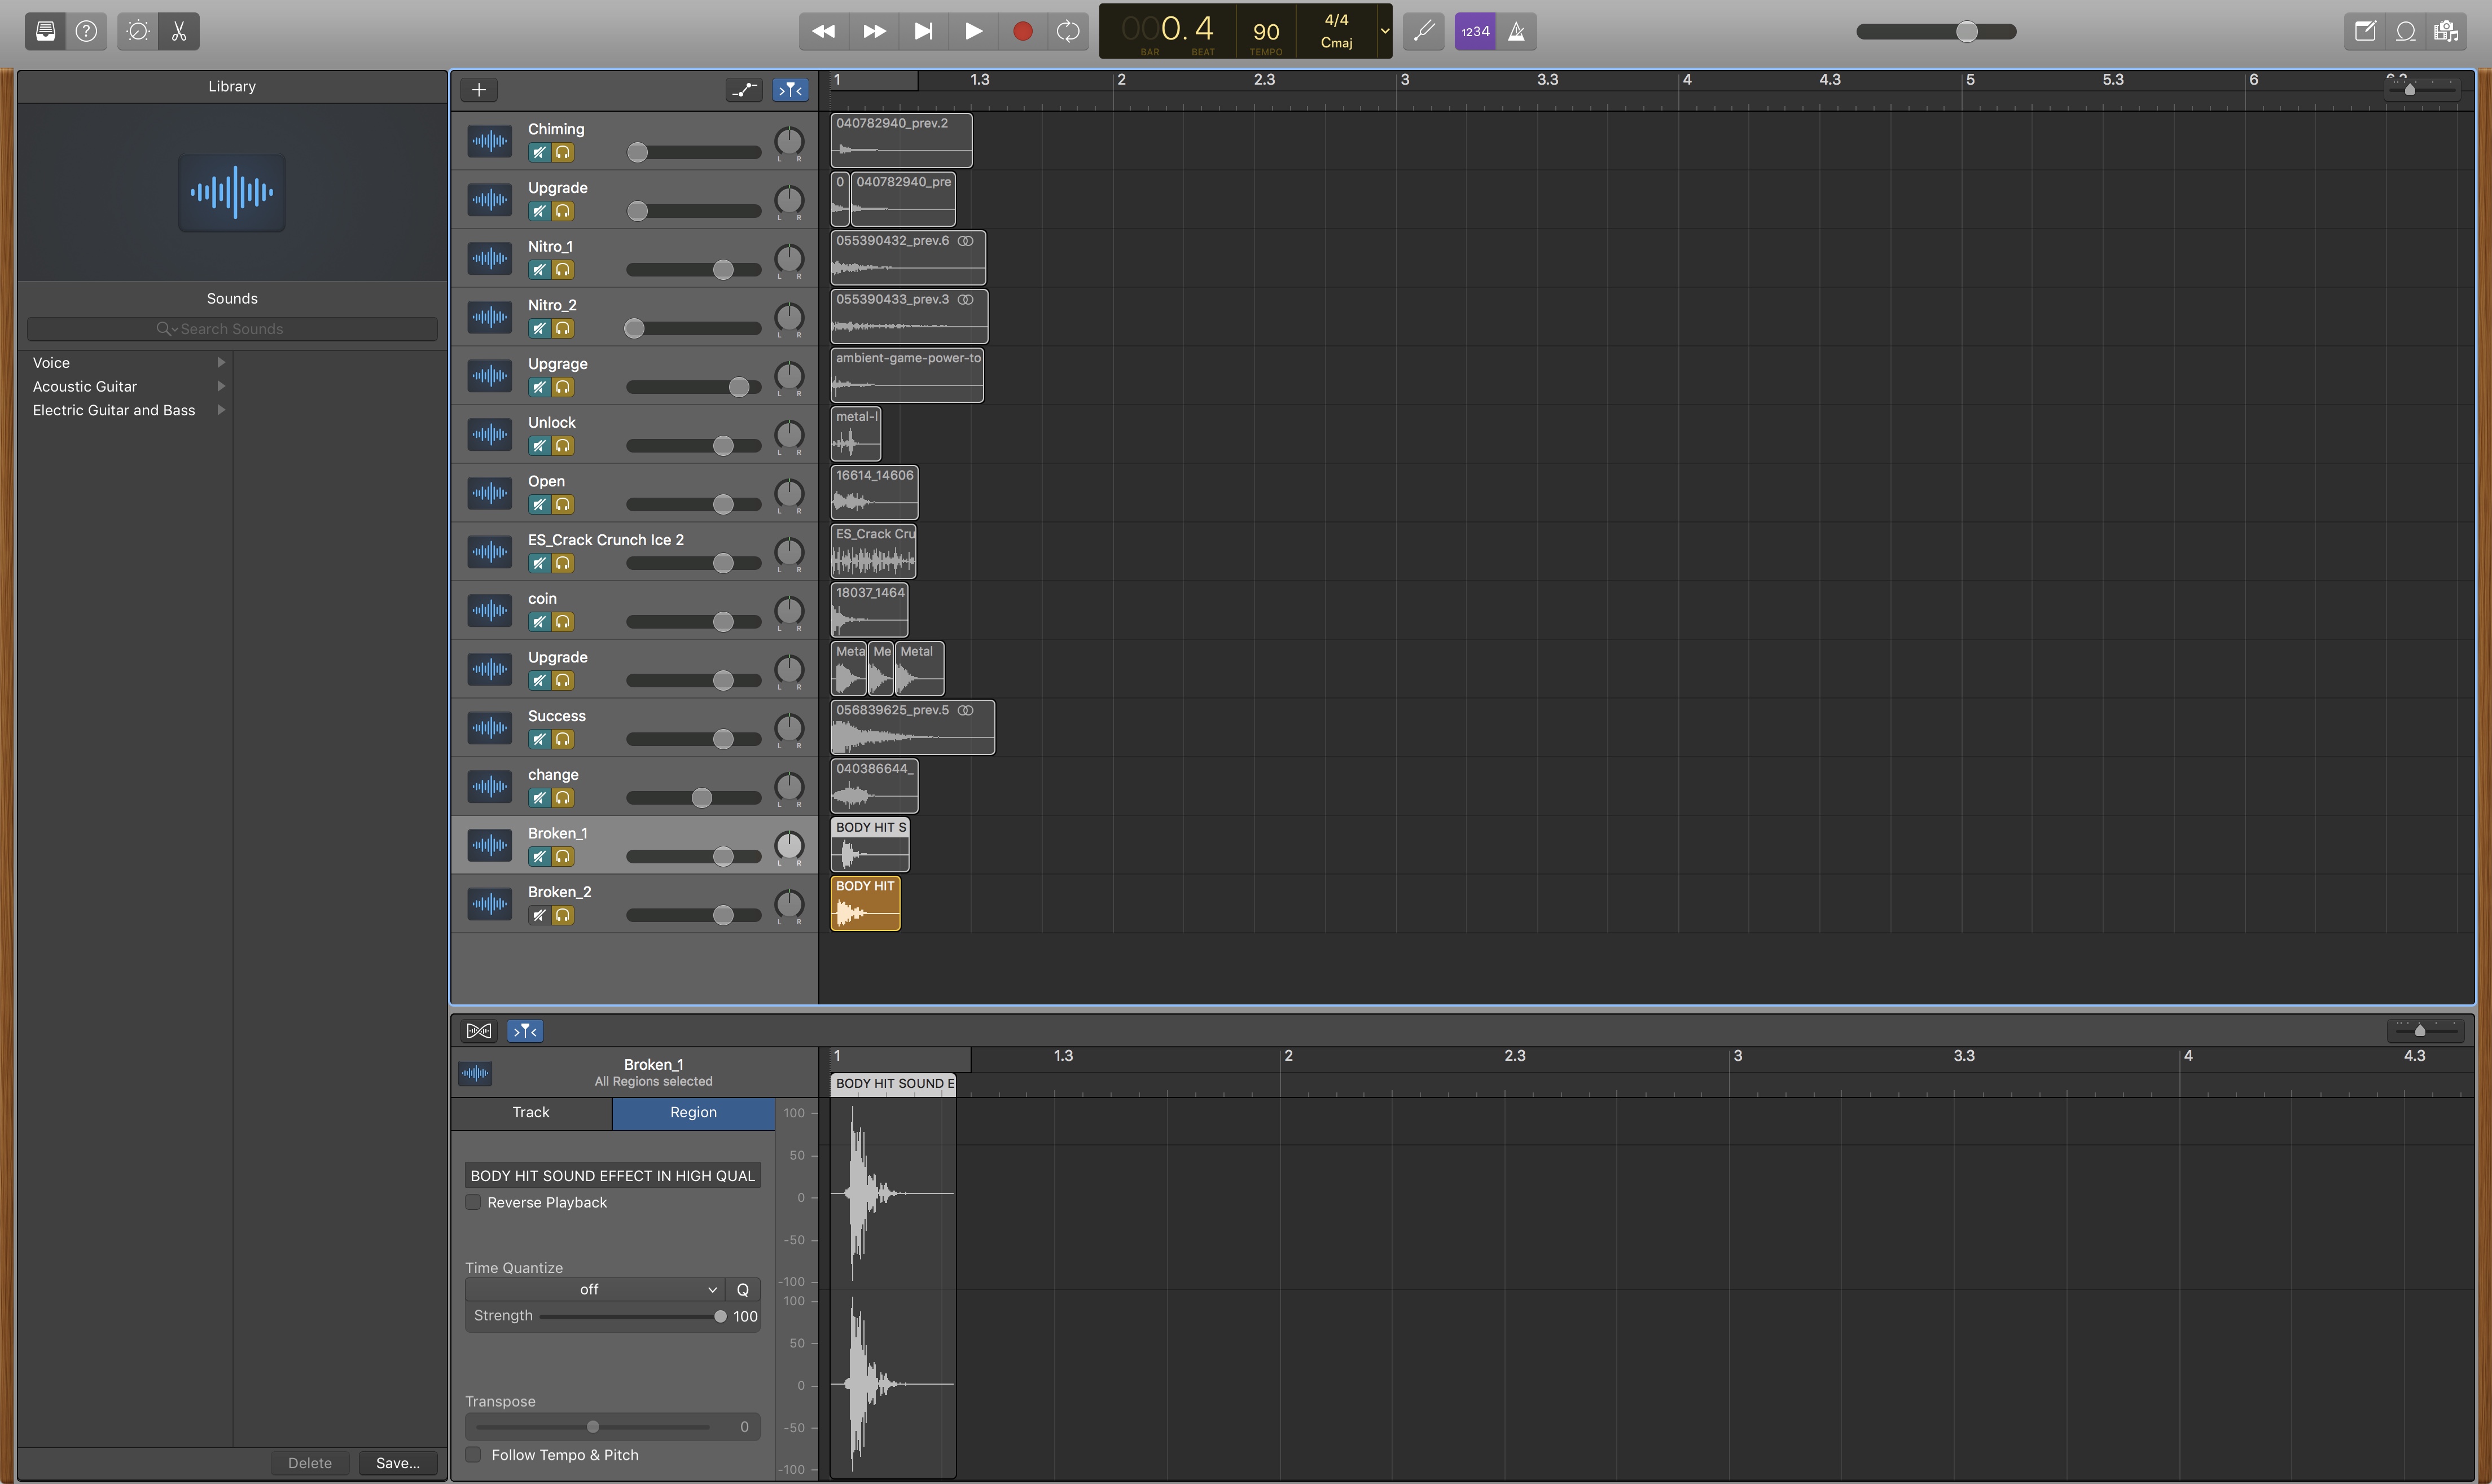 000.4
BAR BEAT
90
TEMPO
4/4
Cmaj
1234
Library
Sounds
Search Sounds
Voice
Acoustic Guitar
Electric Guitar and Bass
Delete
Save...
1 1.3 2 2.3 3 3.3 4 4.3 5 5.3 6
Chiming
L R
040782940_prev.2
Upgrade
L R
0 040782940_pre
Nitro_1
L R
055390432_prev.6
Nitro_2
L R
055390433_prev.3
Upgrage
L R
ambient-game-power-to
Unlock
L R
metal-l
Open
L R
16614_14606
ES_Crack Crunch Ice 2
L R
ES_Crack Cru
coin
L R
18037_1464
Upgrade
L R
Meta Me Metal
Success
L R
056839625_prev.5
change
L R
040386644_
Broken_1
L R
BODY HIT S
Broken_2
L R
BODY HIT
Broken_1
All Regions selected
Track Region
BODY HIT SOUND EFFECT IN HIGH QUAL
Reverse Playback
Time Quantize
off Q
Strength 100
Transpose
0
Follow Tempo & Pitch
1 1.3 2 2.3 3 3.3 4 4.3
BODY HIT SOUND E
100
50
0
-50
-100
100
50
0
-50
-100